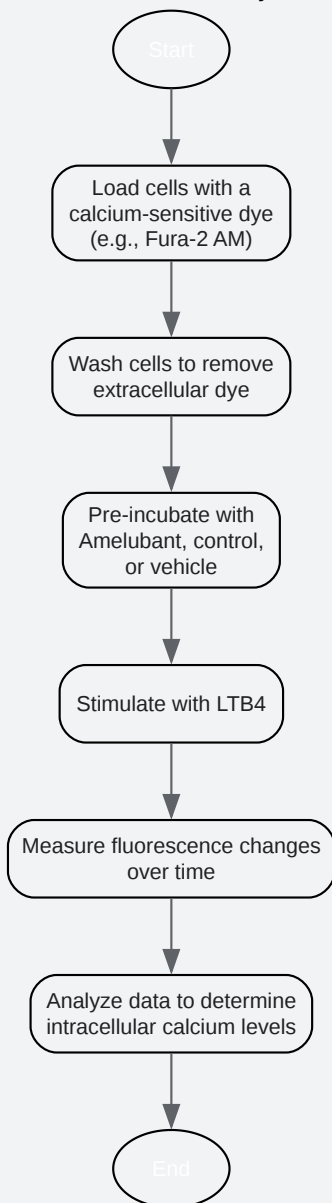 Start
Load cells with a
calcium-sensitive dye
(e.g., Fura-2 AM)
Wash cells to remove
extracellular dye
Pre-incubate with
Amelubant, control,
or vehicle
Stimulate with LTB4
Measure fluorescence changes
over time
Analyze data to determine
intracellular calcium levels
End